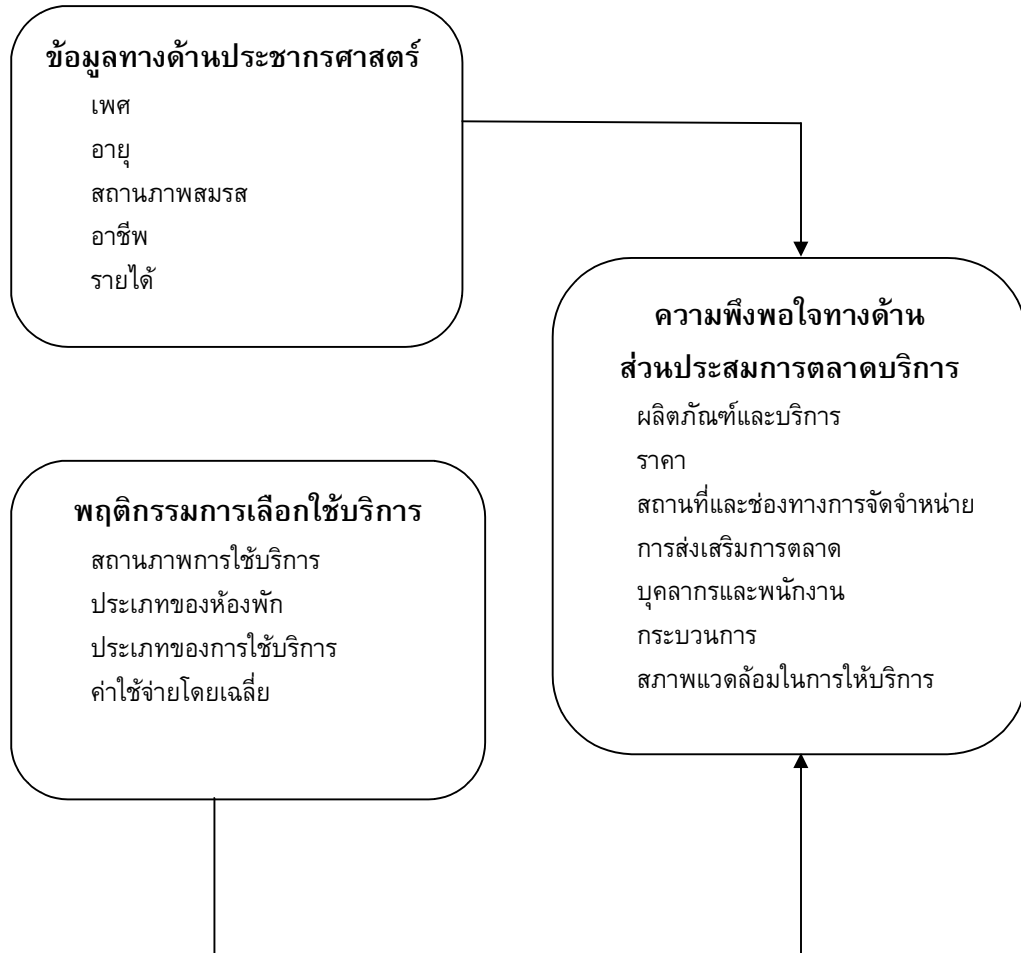 ข้อมูลทางด้านประชากรศาสตร์
เพศ
อายุ
สถานภาพสมรส
อาชีพ
รายได้
พฤติกรรมการเลือกใช้บริการ
สถานภาพการใช้บริการ
ประเภทของห้องพัก
ประเภทของการใช้บริการ
ค่าใช้จ่ายโดยเฉลี่ย
ความพึงพอใจทางด้าน
ส่วนประสมการตลาดบริการ
ผลิตภัณฑ์และบริการ
ราคา
สถานที่และช่องทางการจัดจำหน่าย
การส่งเสริมการตลาด
บุคลากรและพนักงาน
กระบวนการ
สภาพแวดล้อมในการให้บริการ